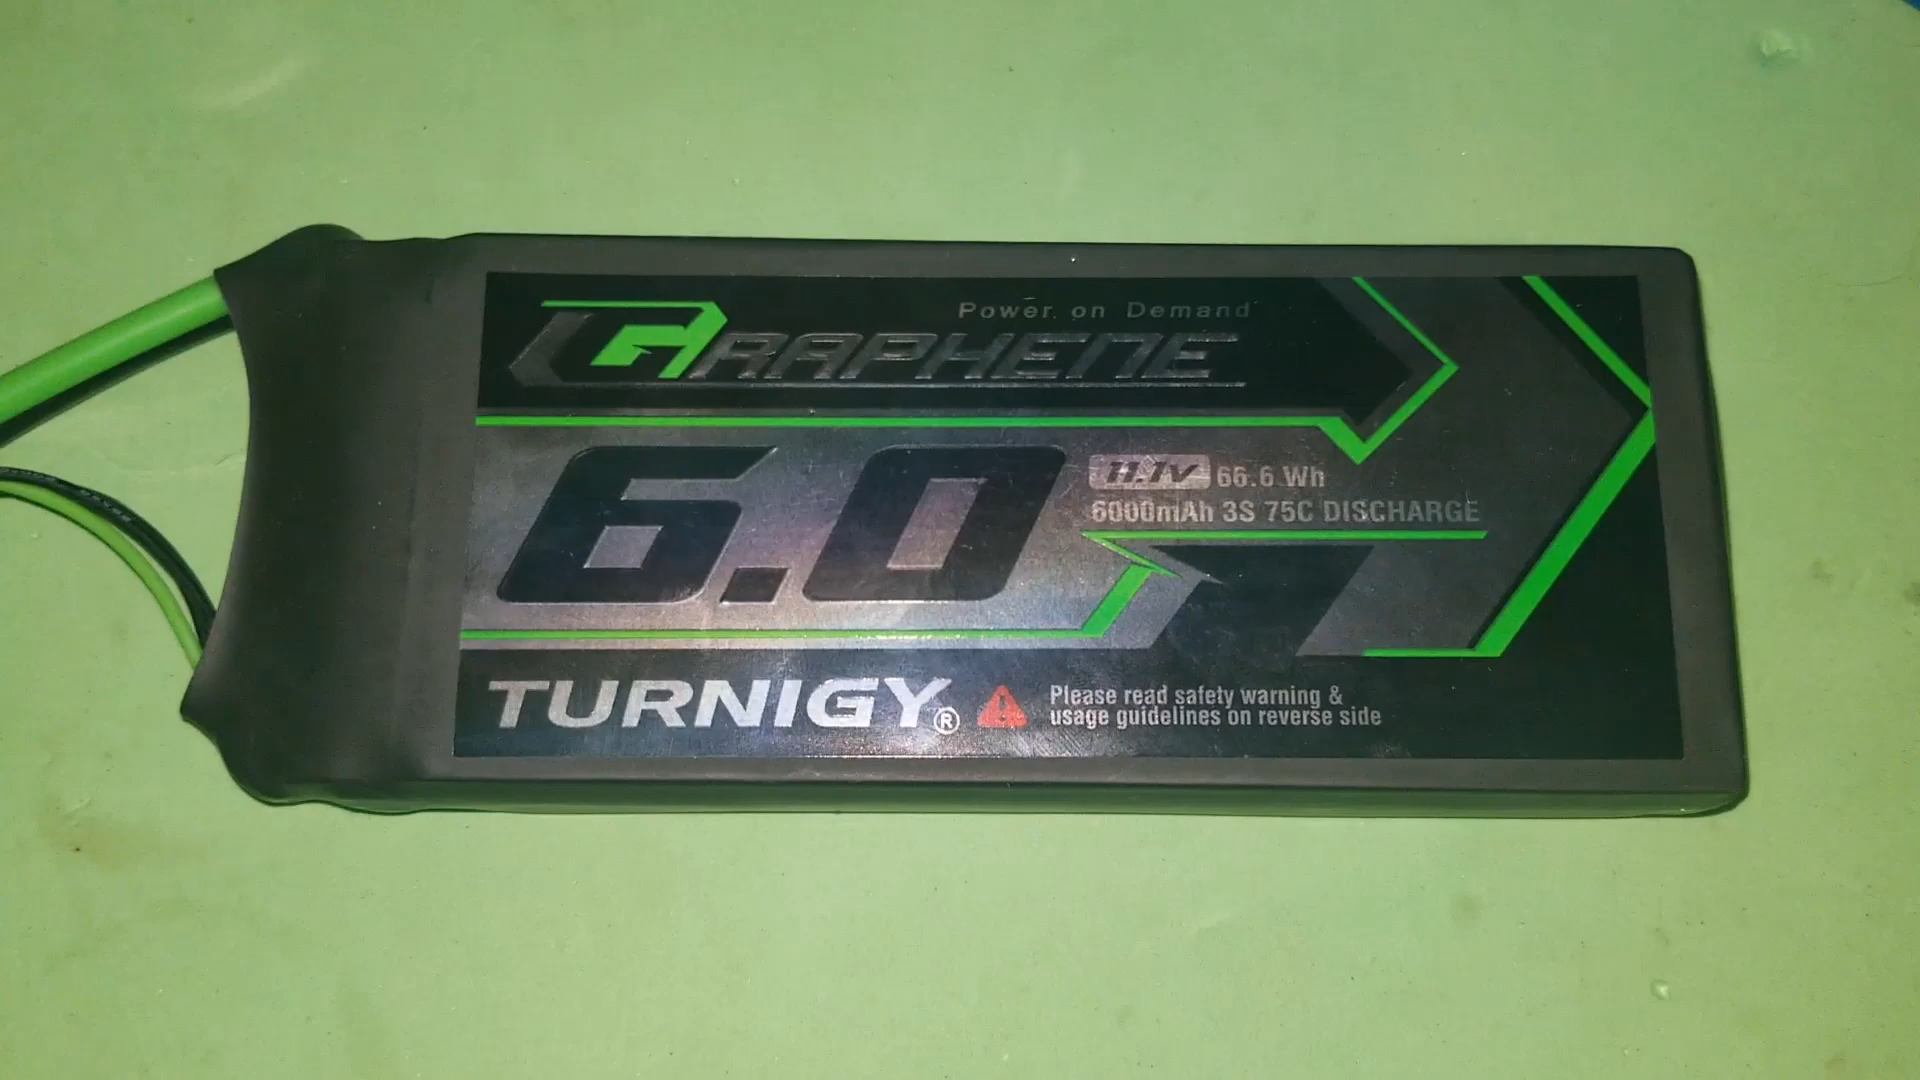 Power on Demand
GRAPHENE
6.0
11.1V 66.6 Wh
6000mAh 3S 75C DISCHARGE
TURNIGY®
Please read safety warning &
usage guidelines on reverse side